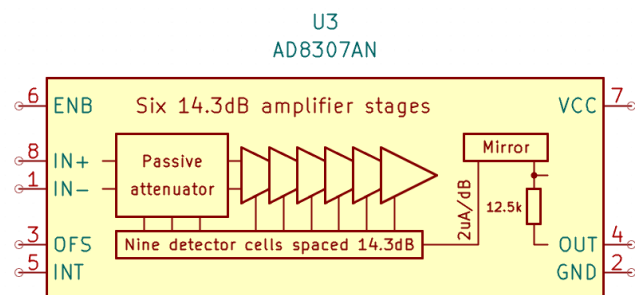 U3
AD8307AN
6 ENB Six 14.3dB amplifier stages VCC 7
8 IN+ Passive Mirror
1 IN- attenuator 2uA/dB 12.5k
3 OFS Nine detector cells spaced 14.3dB OUT 4
5 INT GND 2